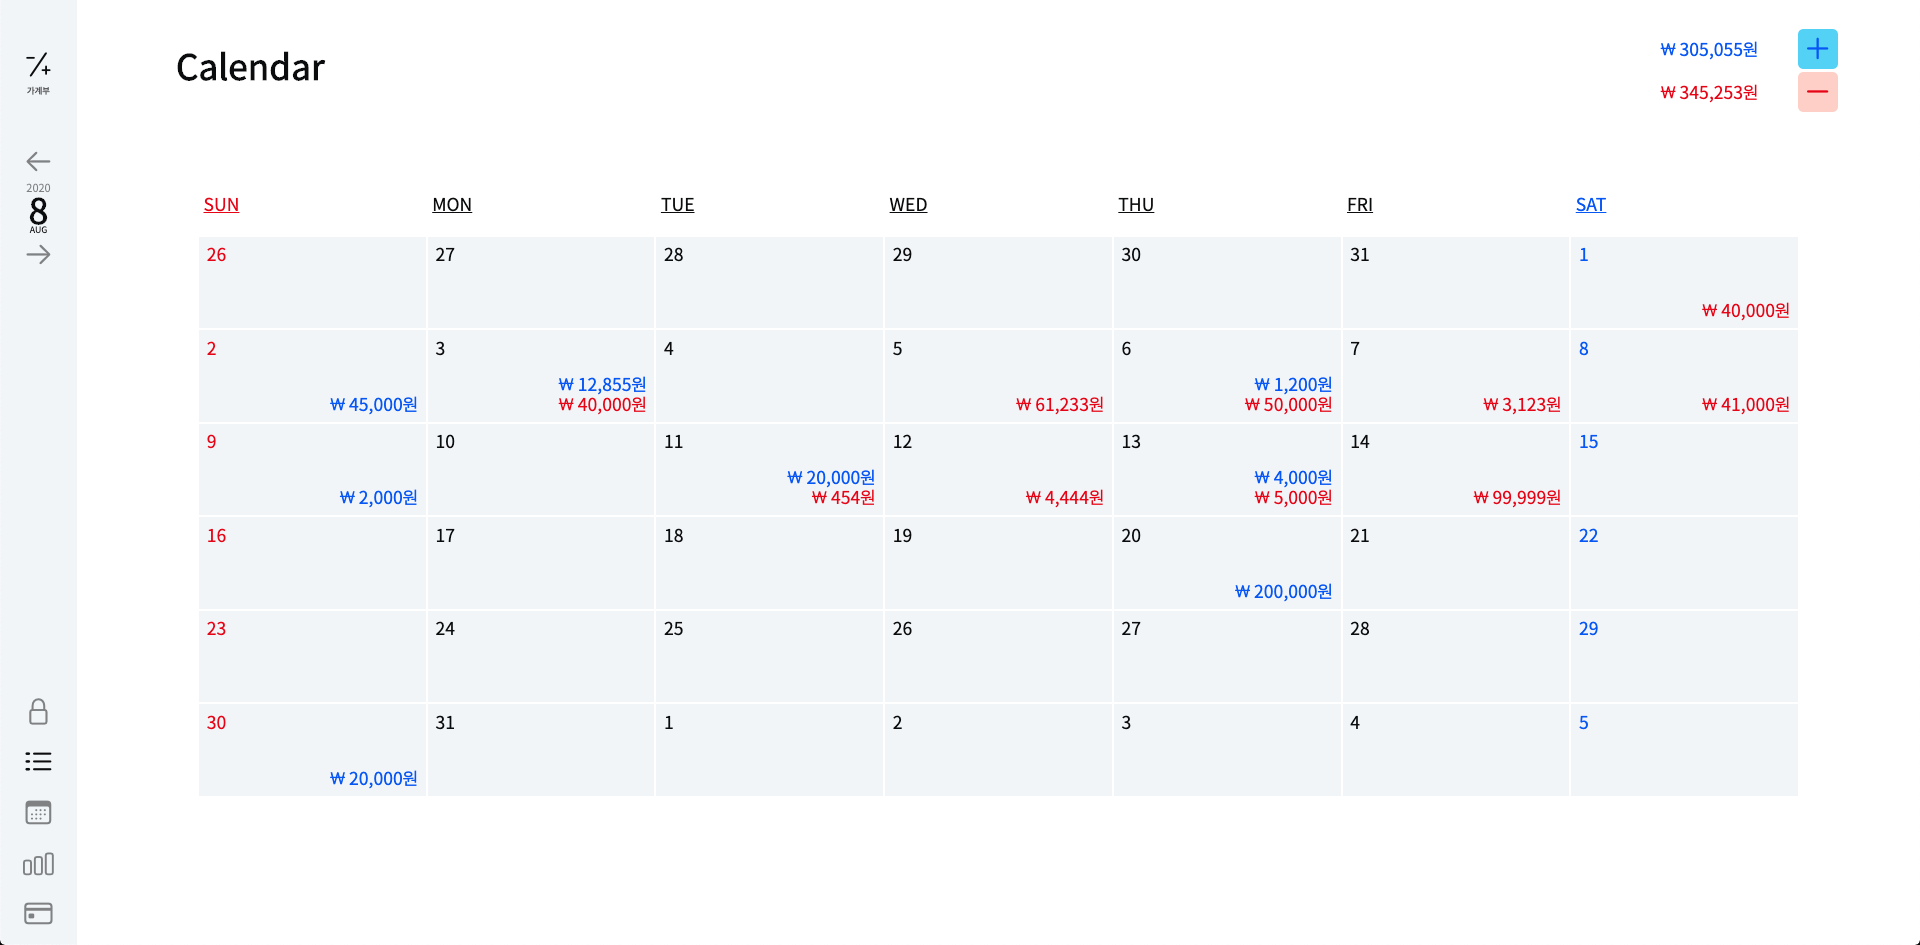 가계부
2020
8
AUG
Calendar
₩ 305,055원
₩ 345,253원
SUN MON TUE WED THU FRI SAT
26 27 28 29 30 31 1
₩ 40,000원
2 3 4 5 6 7 8
₩ 12,855원 ₩ 1,200원
₩ 45,000원 ₩ 40,000원 ₩ 61,233원 ₩ 50,000원 ₩ 3,123원 ₩ 41,000원
9 10 11 12 13 14 15
₩ 20,000원 ₩ 4,000원
₩ 2,000원 ₩ 454원 ₩ 4,444원 ₩ 5,000원 ₩ 99,999원
16 17 18 19 20 21 22
₩ 200,000원
23 24 25 26 27 28 29
30 31 1 2 3 4 5
₩ 20,000원